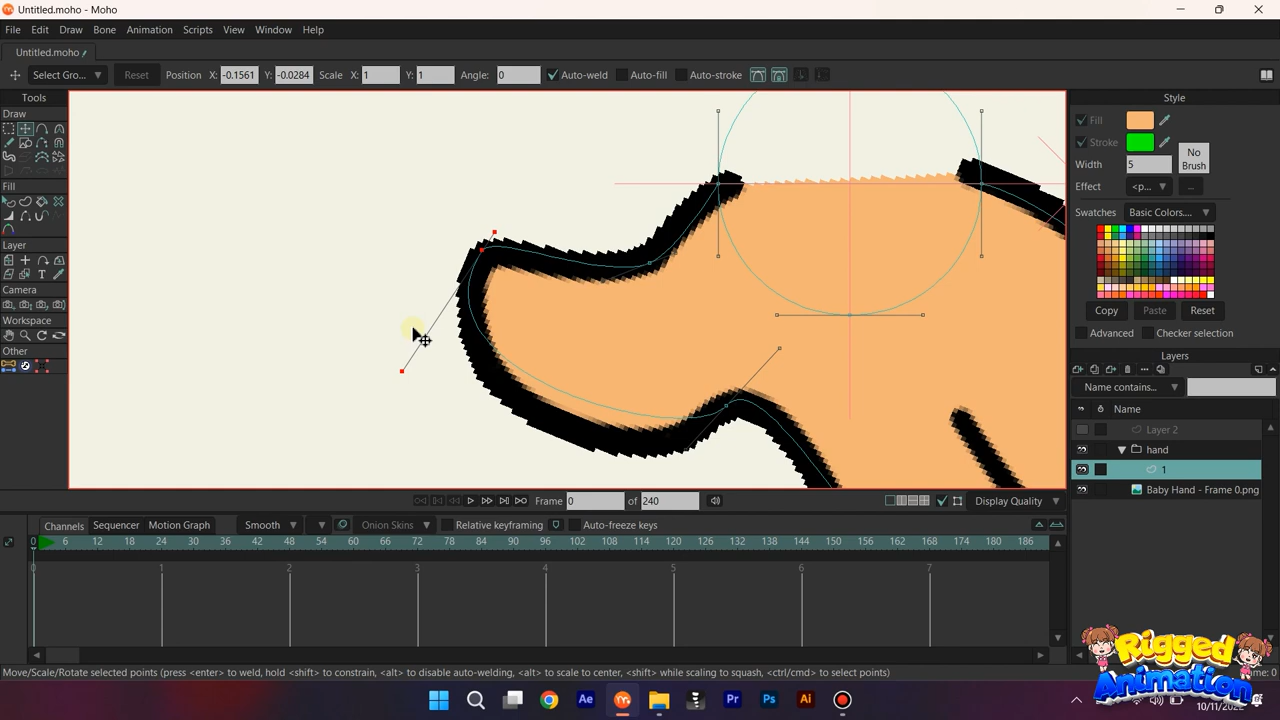 Untitled.moho - Moho
File Edit Draw Bone Animation Scripts View Window Help
Untitled.moho
Select Gro... Reset Position X: -0.1561 Y: -0.0284 Scale X: 1 Y: 1 Angle: 0 Auto-weld Auto-fill Auto-stroke
Tools
Draw
Fill
Layer
Camera
Workspace
Other
Style
Fill
Stroke
Width 5
No Brush
Effect <p... ...
Swatches Basic Colors...
Copy Paste Reset
Advanced Checker selection
Layers
Name contains...
Name
Layer 2
hand
1
Baby Hand - Frame 0.png
Frame 0 of 240 Display Quality
Channels Sequencer Motion Graph Smooth Onion Skins Relative keyframing Auto-freeze keys
0 6 12 18 24 30 36 42 48 54 60 66 72 78 84 90 96 102 108 114 120 126 132 138 144 150 156 162 168 174 180 186
0 1 2 3 4 5 6 7
Move/Scale/Rotate selected points (press <enter> to weld, hold <shift> to constrain, <alt> to disable auto-welding, <alt> to scale to center, <shift> while scaling to squash, <ctrl/cmd> to select points)
Rigged
Animation
Ae Pr Ps Ai